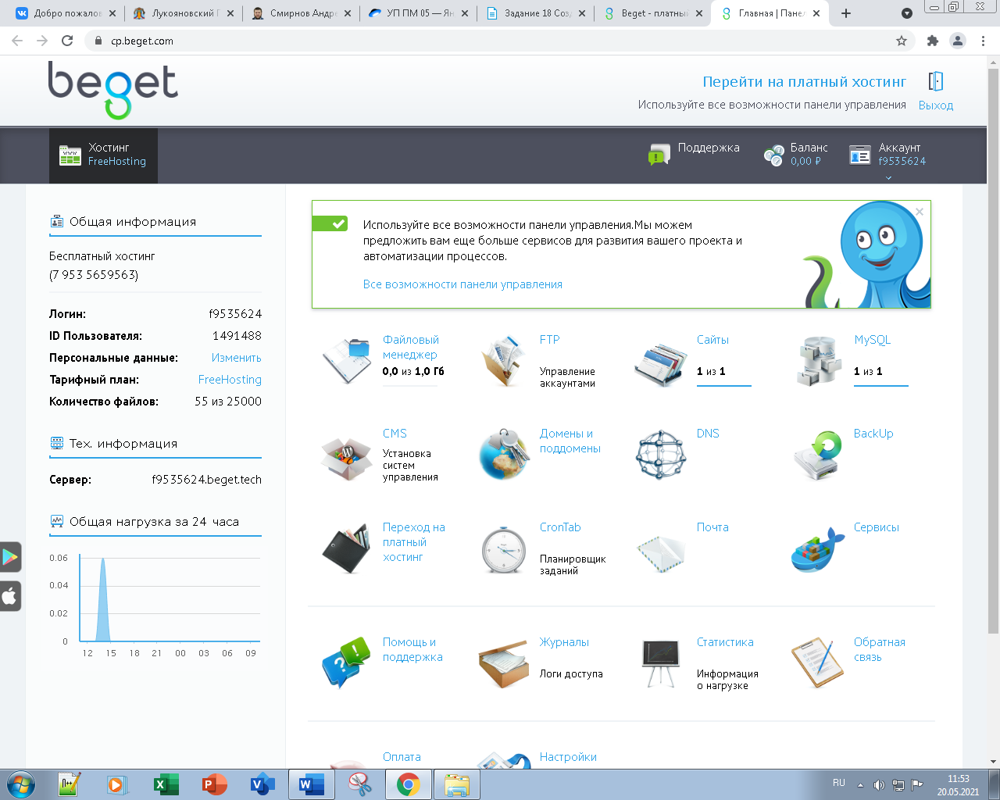 Добро пожалов
Лукояновский Г
Смирнов Андре
УП ПМ 05 — Ян
Задание 18 Созд
Beget - платный
Главная | Панел
cp.beget.com
beget
Перейти на платный хостинг
Используйте все возможности панели управления
Выход
Хостинг
FreeHosting
Поддержка
Баланс
0,00 ₽
Аккаунт
f9535624
Общая информация
Бесплатный хостинг
(7 953 5659563)
Логин: f9535624
ID Пользователя: 1491488
Персональные данные: Изменить
Тарифный план: FreeHosting
Количество файлов: 55 из 25000
Тех. информация
Сервер: f9535624.beget.tech
Общая нагрузка за 24 часа
0.06
0.04
0.02
0
12 15 18 21 00 03 06 09
Используйте все возможности панели управления.Мы можем
предложить вам еще больше сервисов для развития вашего проекта и
автоматизации процессов.
Все возможности панели управления
Файловый
менеджер
0,0 из 1,0 Гб
FTP
Управление
аккаунтами
Сайты
1 из 1
MySQL
1 из 1
CMS
Установка
систем
управления
Домены и
поддомены
DNS
BackUp
Переход на
платный
хостинг
CronTab
Планировщик
заданий
Почта
Сервисы
Помощь и
поддержка
Журналы
Логи доступа
Статистика
Информация
о нагрузке
Обратная
связь
Оплата
Настройки
RU
11:53
20.05.2021